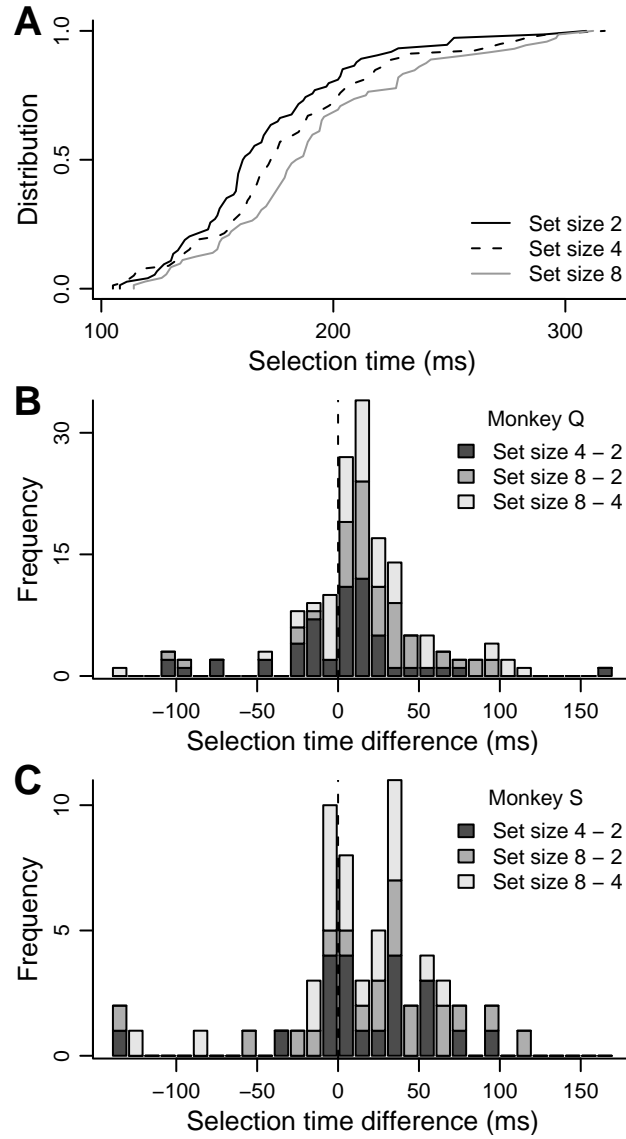 A
Distribution
0.0 0.5 1.0
Set size 2
Set size 4
Set size 8
100 200 300
Selection time (ms)
B
Frequency
0 15 30
Monkey Q
Set size 4 − 2
Set size 8 − 2
Set size 8 − 4
−100 −50 0 50 100 150
Selection time difference (ms)
C
Frequency
0 5 10
Monkey S
Set size 4 − 2
Set size 8 − 2
Set size 8 − 4
−100 −50 0 50 100 150
Selection time difference (ms)